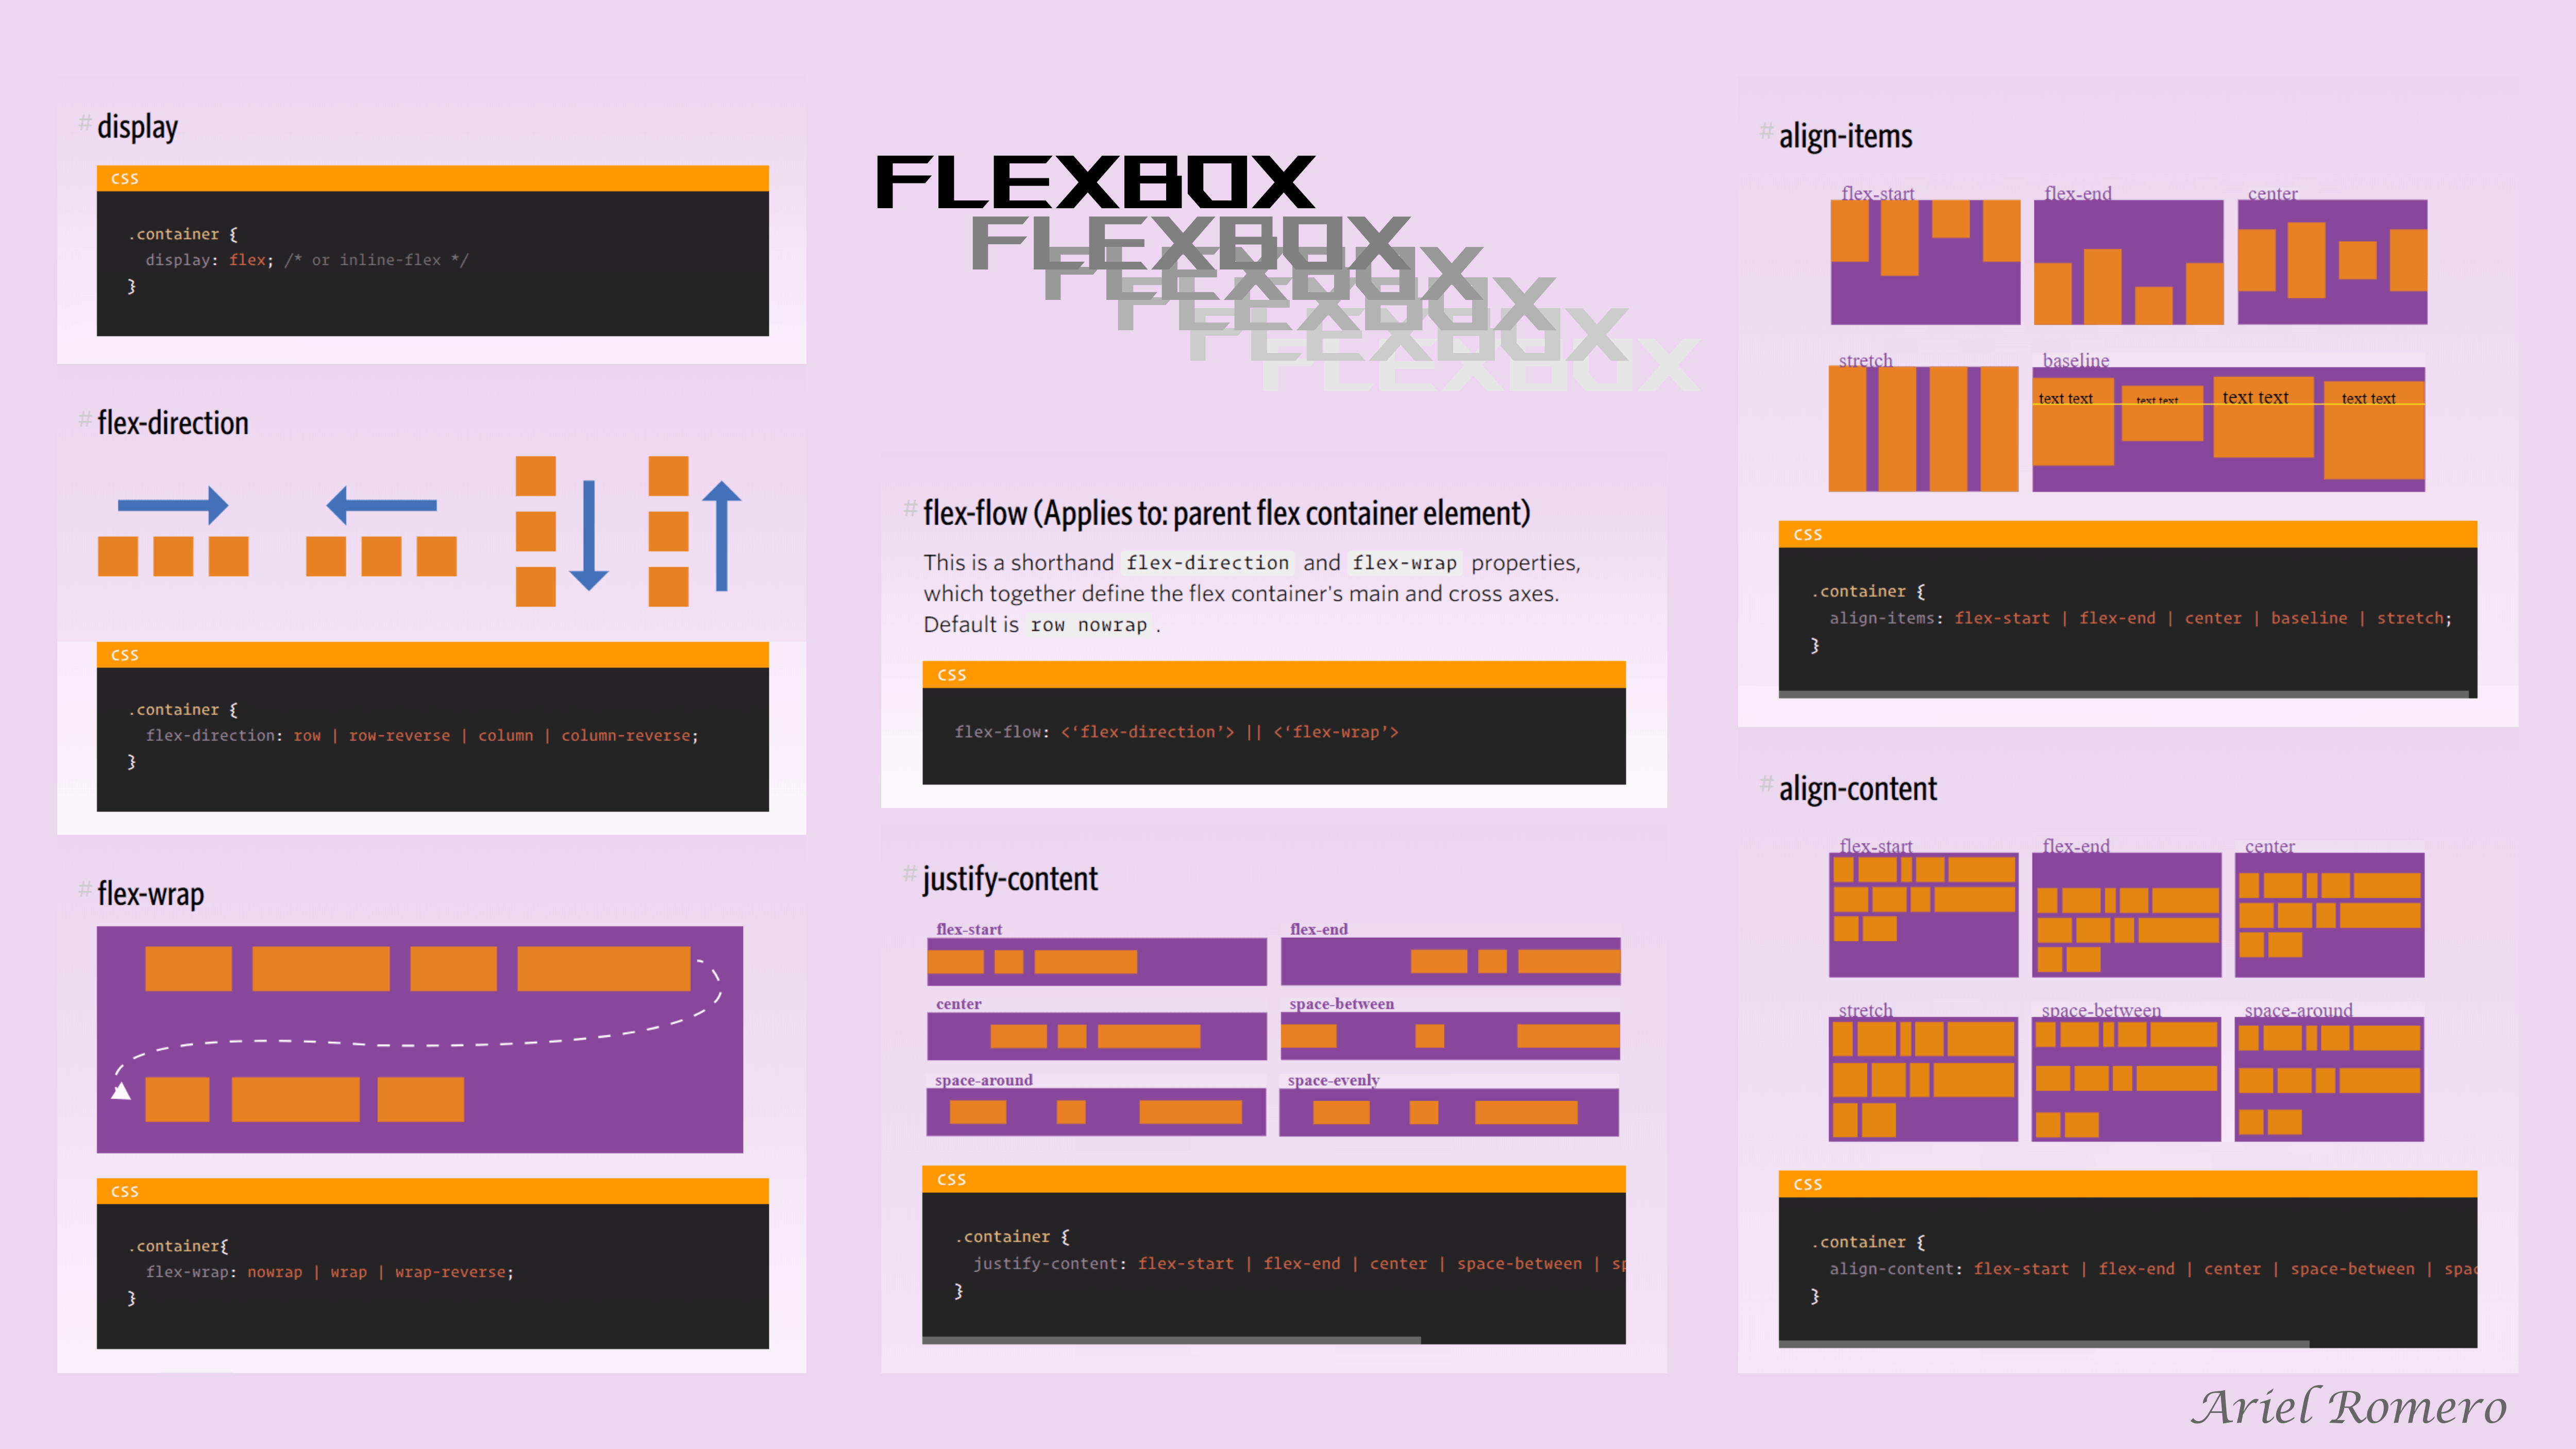 # display
CSS
.container {
display: flex; /* or inline-flex */
}
# flex-direction
CSS
.container {
flex-direction: row | row-reverse | column | column-reverse;
}
# flex-wrap
CSS
.container{
flex-wrap: nowrap | wrap | wrap-reverse;
}
FLEXBOX
FLEXBOX
FLEXBOX
FLEXBOX
FLEXBOX
FLEXBOX
# flex-flow (Applies to: parent flex container element)
This is a shorthand flex-direction and flex-wrap properties,
which together define the flex container's main and cross axes.
Default is row nowrap .
CSS
flex-flow: <‘flex-direction’> || <‘flex-wrap’>
# justify-content
flex-start flex-end
center space-between
space-around space-evenly
CSS
.container {
justify-content: flex-start | flex-end | center | space-between | sp
}
# align-items
flex-start flex-end center
stretch baseline
text text text text text text text text
CSS
.container {
align-items: flex-start | flex-end | center | baseline | stretch;
}
# align-content
flex-start flex-end center
stretch space-between space-around
CSS
.container {
align-content: flex-start | flex-end | center | space-between | spac
}
Ariel Romero